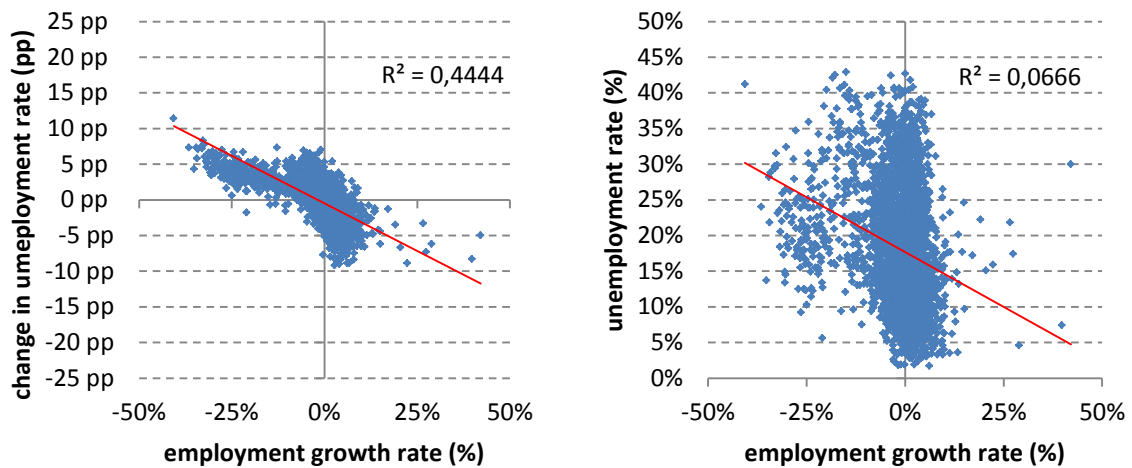 change in umeployment rate (pp)
25 pp
20 pp
15 pp
10 pp
5 pp
0 pp
-5 pp
-10 pp
-15 pp
-20 pp
-25 pp
R² = 0,4444
-50%
-25%
0%
25%
50%
employment growth rate (%)
unemployment rate (%)
50%
45%
40%
35%
30%
25%
20%
15%
10%
5%
0%
R² = 0,0666
-50%
-25%
0%
25%
50%
employment growth rate (%)